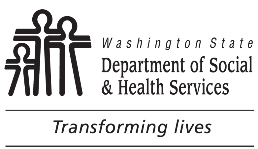 Washington State
Department of Social
& Health Services
Transforming lives